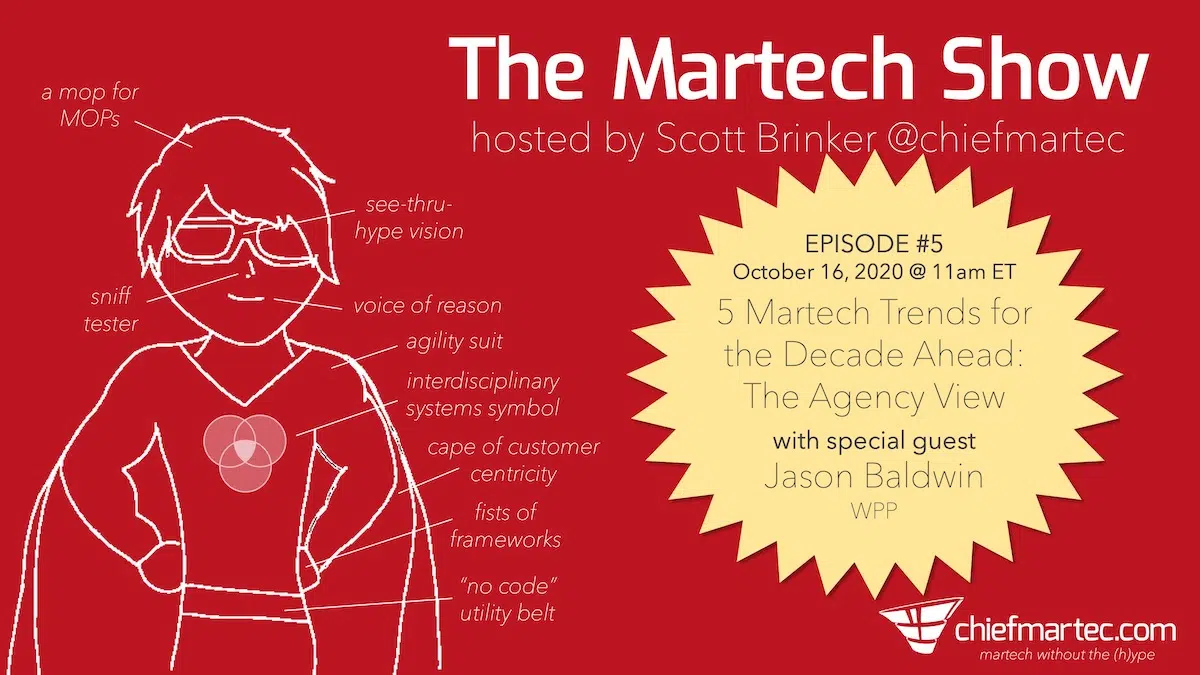 The Martech Show
hosted by Scott Brinker @chiefmartec
a mop for
MOPs
see-thru-
hype vision
sniff
tester
voice of reason
agility suit
interdisciplinary
systems symbol
cape of customer
centricity
fists of
frameworks
"no code"
utility belt
EPISODE #5
October 16, 2020 @ 11am ET
5 Martech Trends for
the Decade Ahead:
The Agency View
with special guest
Jason Baldwin
WPP
chiefmartec.com
martech without the (h)ype